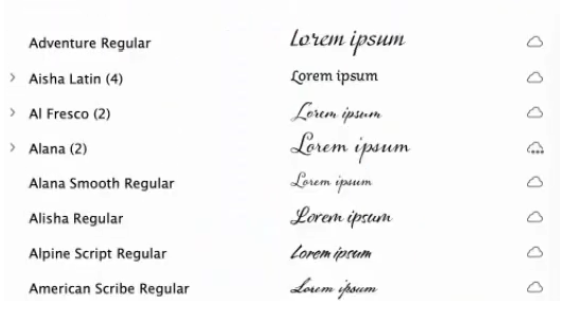 Adventure Regular Lorem ipsum
Aisha Latin (4) Lorem ipsum
Al Fresco (2) Lorem ipsum
Alana (2) Lorem ipsum
Alana Smooth Regular Lorem ipsum
Alisha Regular Lorem ipsum
Alpine Script Regular Lorem ipsum
American Scribe Regular Lorem ipsum